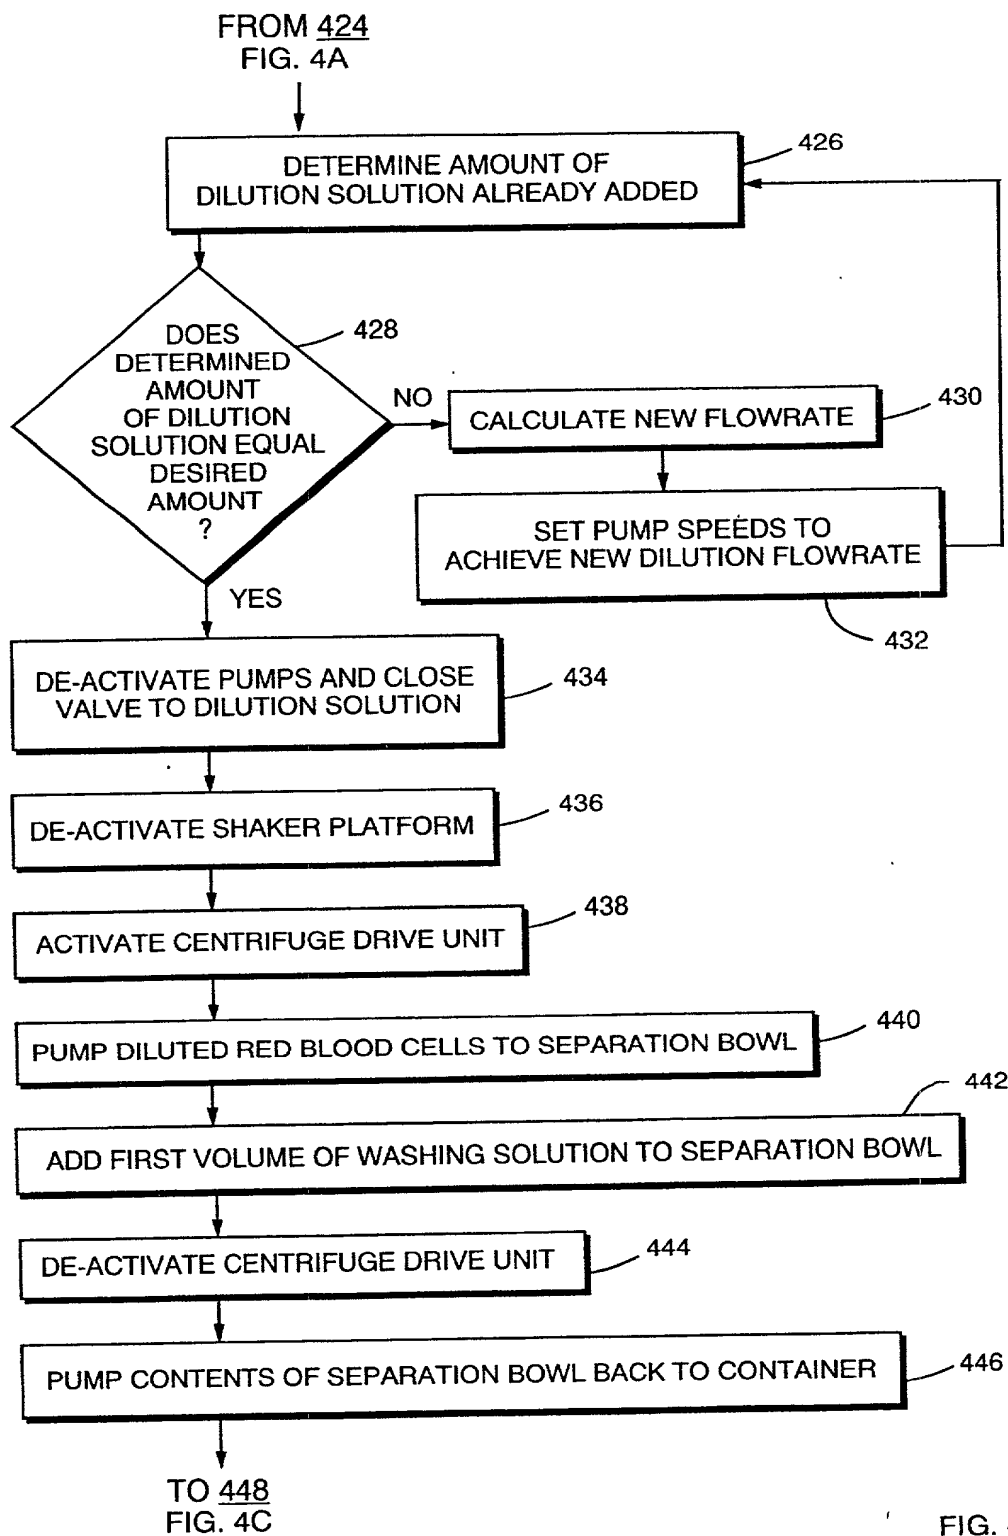 FROM 424
FIG. 4A
426
DETERMINE AMOUNT OF
DILUTION SOLUTION ALREADY ADDED
428
DOES
DETERMINED
AMOUNT
OF DILUTION
SOLUTION EQUAL
DESIRED
AMOUNT
?
NO
CALCULATE NEW FLOWRATE
430
SET PUMP SPEEDS TO
ACHIEVE NEW DILUTION FLOWRATE
432
YES
DE-ACTIVATE PUMPS AND CLOSE
VALVE TO DILUTION SOLUTION
434
DE-ACTIVATE SHAKER PLATFORM
436
ACTIVATE CENTRIFUGE DRIVE UNIT
438
PUMP DILUTED RED BLOOD CELLS TO SEPARATION BOWL
440
ADD FIRST VOLUME OF WASHING SOLUTION TO SEPARATION BOWL
442
DE-ACTIVATE CENTRIFUGE DRIVE UNIT
444
PUMP CONTENTS OF SEPARATION BOWL BACK TO CONTAINER
446
TO 448
FIG. 4C
FIG.